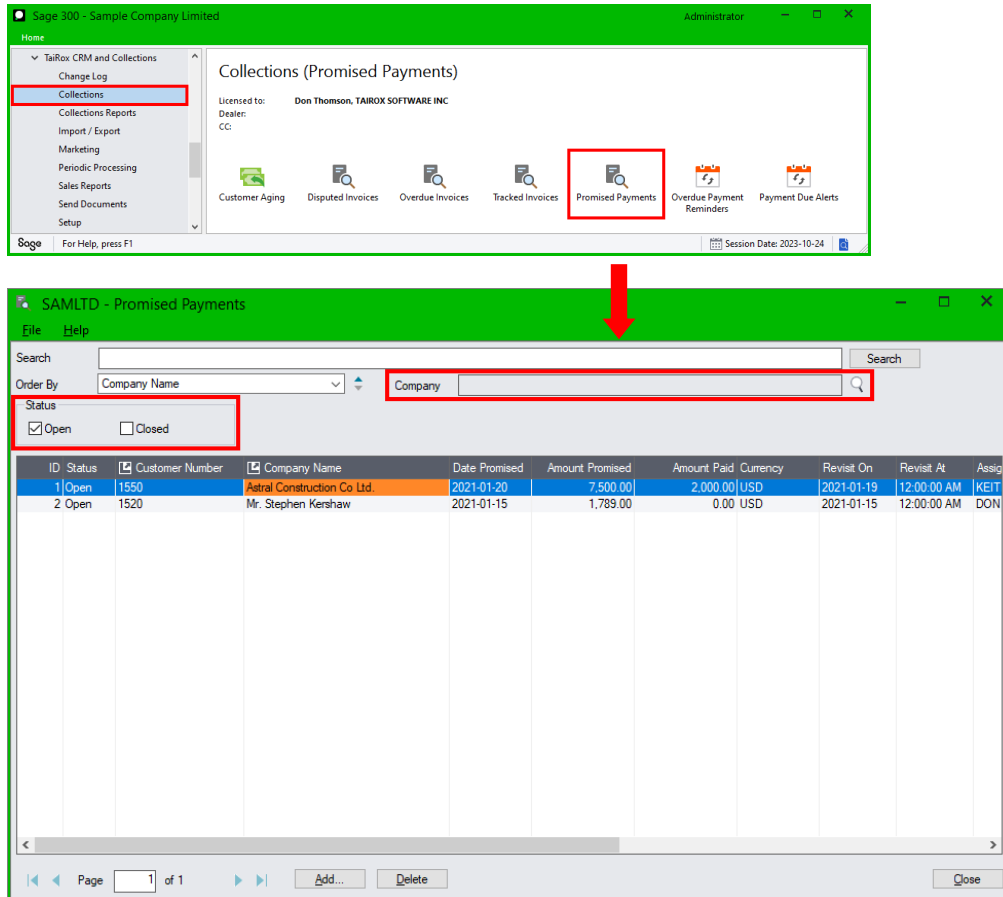 Sage 300 - Sample Company Limited Administrator
Home
TaiRox CRM and Collections
Change Log
Collections
Collections Reports
Import / Export
Marketing
Periodic Processing
Sales Reports
Send Documents
Setup
Collections (Promised Payments)
Licensed to: Don Thomson, TAIROX SOFTWARE INC
Dealer:
CC:
Customer Aging Disputed Invoices Overdue Invoices Tracked Invoices Promised Payments Overdue Payment Payment Due Alerts
Reminders
Sage For Help, press F1 Session Date: 2023-10-24
SAMLTD - Promised Payments
File Help
Search Search
Order By Company Name Company
Status
Open Closed
ID Status Customer Number Company Name Date Promised Amount Promised Amount Paid Currency Revisit On Revisit At Assig
1 Open 1550 Astral Construction Co Ltd. 2021-01-20 7,500.00 2,000.00 USD 2021-01-19 12:00:00 AM KEIT
2 Open 1520 Mr. Stephen Kershaw 2021-01-15 1,789.00 0.00 USD 2021-01-15 12:00:00 AM DON
Page 1 of 1 Add... Delete Close